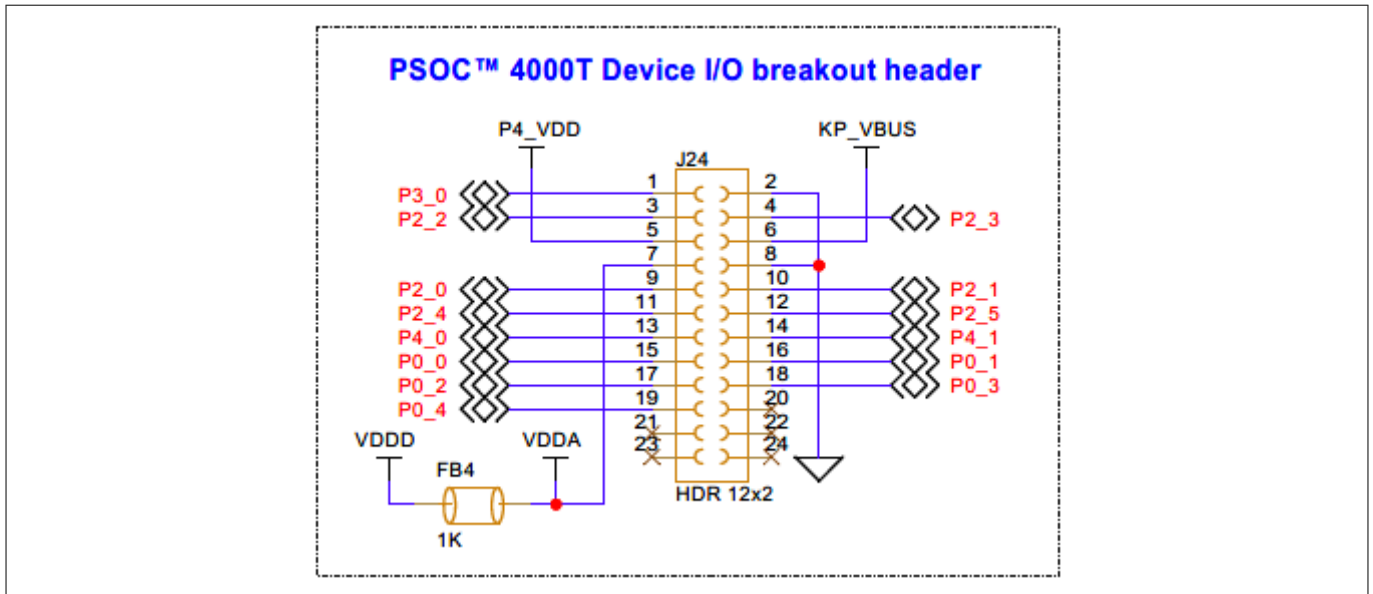 PSOC™ 4000T Device I/O breakout header
P4_VDD KP_VBUS
J24
P3_0 1 2
P2_2 3 4 P2_3
5 6
7 8
P2_0 9 10 P2_1
P2_4 11 12 P2_5
P4_0 13 14 P4_1
P0_0 15 16 P0_1
P0_2 17 18 P0_3
P0_4 19 20
21 22
VDDD VDDA 23 24
FB4
HDR 12x2
1K